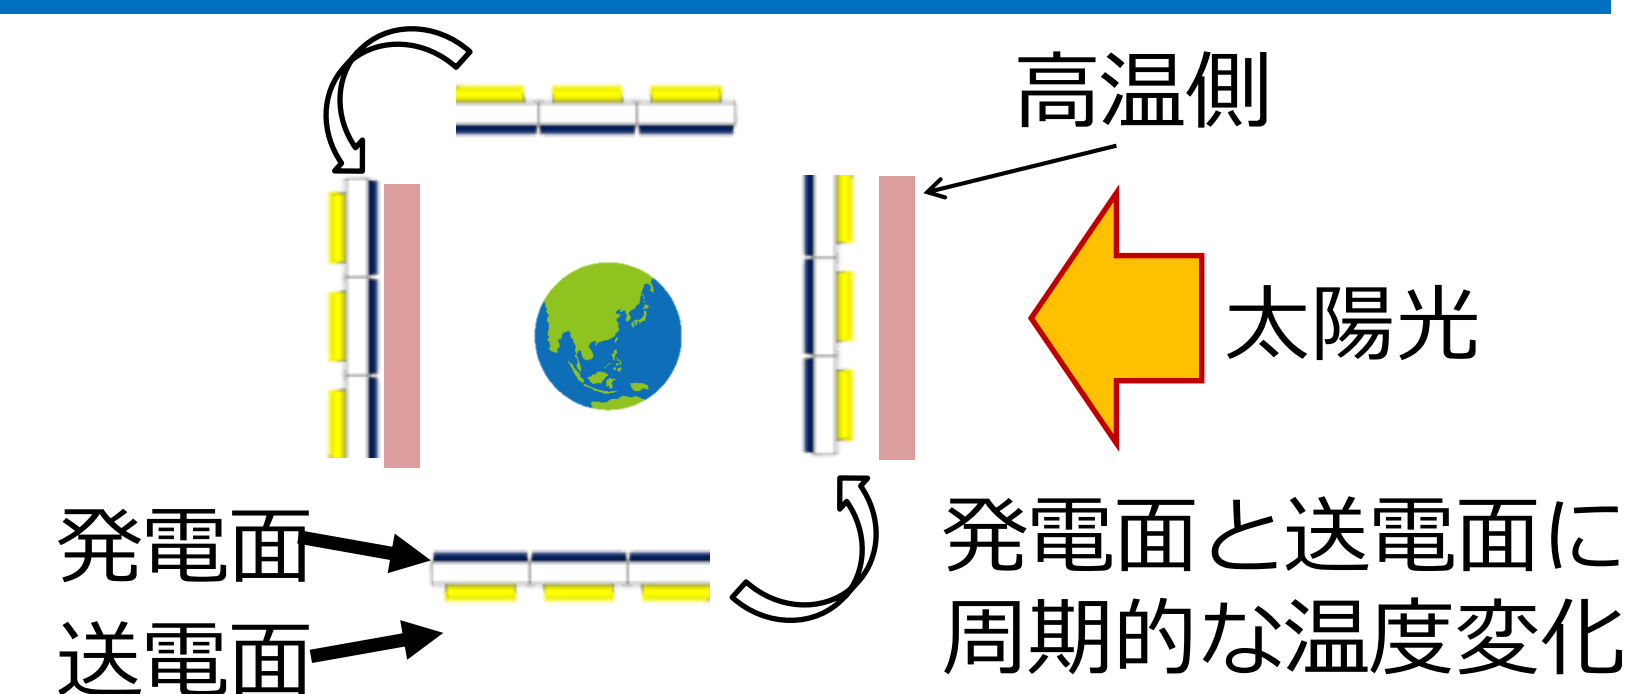 高温側
太陽光
発電面
送電面
発電面と送電面に
周期的な温度変化